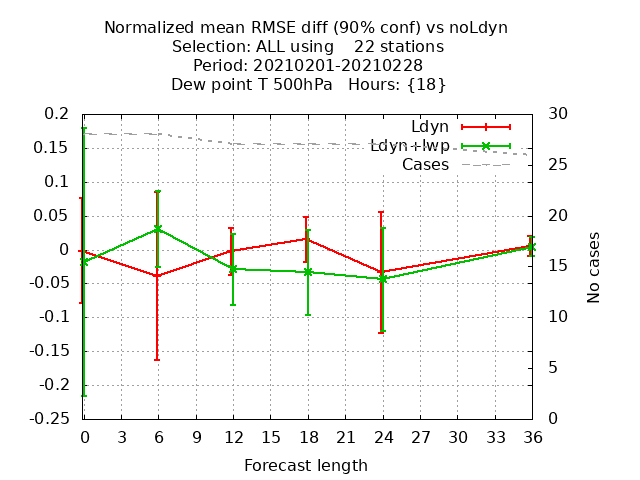 Normalized mean RMSE diff (90% conf) vs noLdyn
Selection: ALL using    22 stations
Period: 20210201-20210228
Dew point T 500hPa   Hours: {18}
0.2
0.15
0.1
0.05
0
-0.05
-0.1
-0.15
-0.2
-0.25
30
25
20
15
10
5
0
Ldyn
Ldyn+lwp
Cases
No cases
0 3 6 9 12 15 18 21 24 27 30 33 36
Forecast length